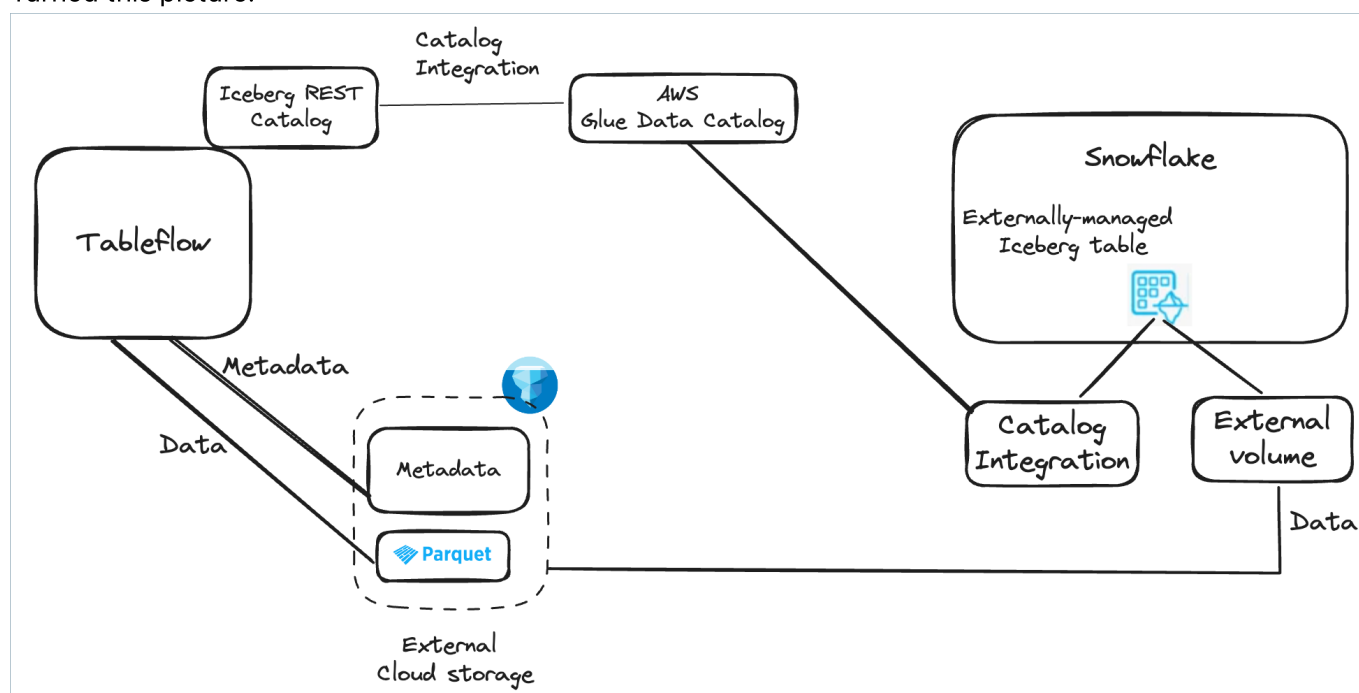 Catalog
Integration
Iceberg REST
Catalog
AWS
Glue Data Catalog
Snowflake
Externally-managed
Iceberg table
Tableflow
Metadata
Data
Metadata
Parquet
External
Cloud storage
Catalog
Integration
External
volume
Data